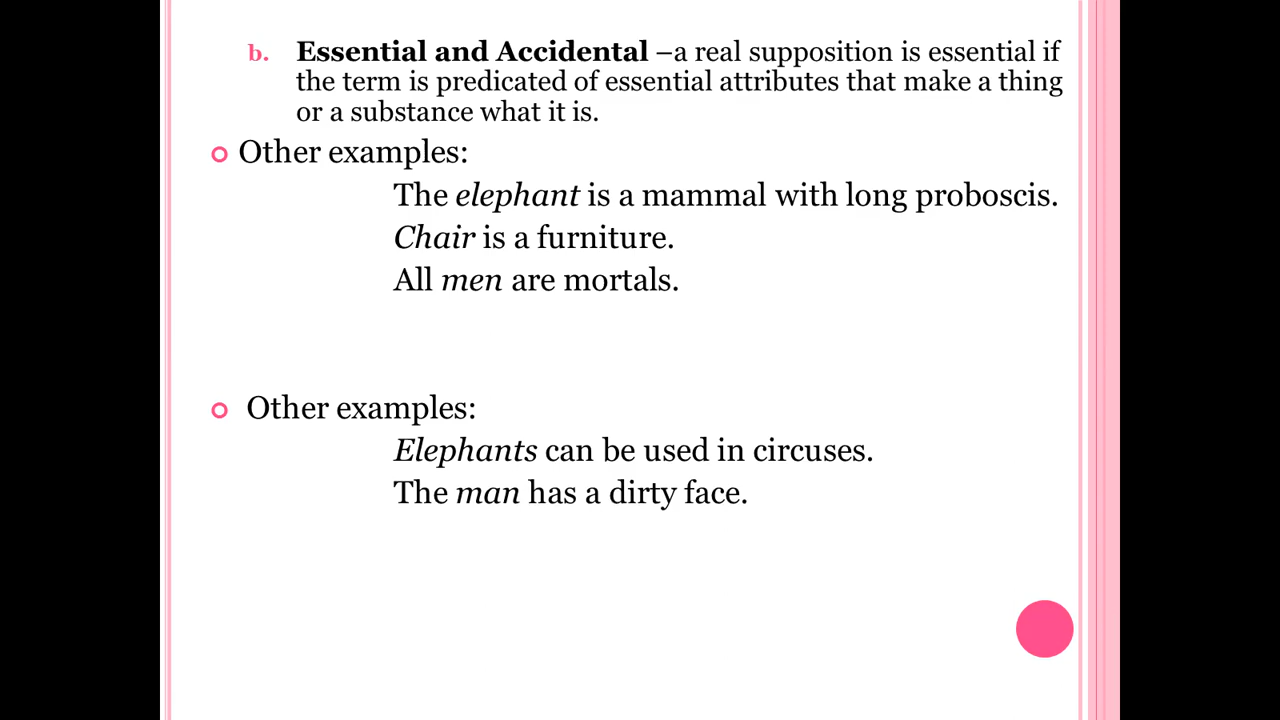 b. Essential and Accidental –a real supposition is essential if
the term is predicated of essential attributes that make a thing
or a substance what it is.
Other examples:
The elephant is a mammal with long proboscis.
Chair is a furniture.
All men are mortals.
Other examples:
Elephants can be used in circuses.
The man has a dirty face.